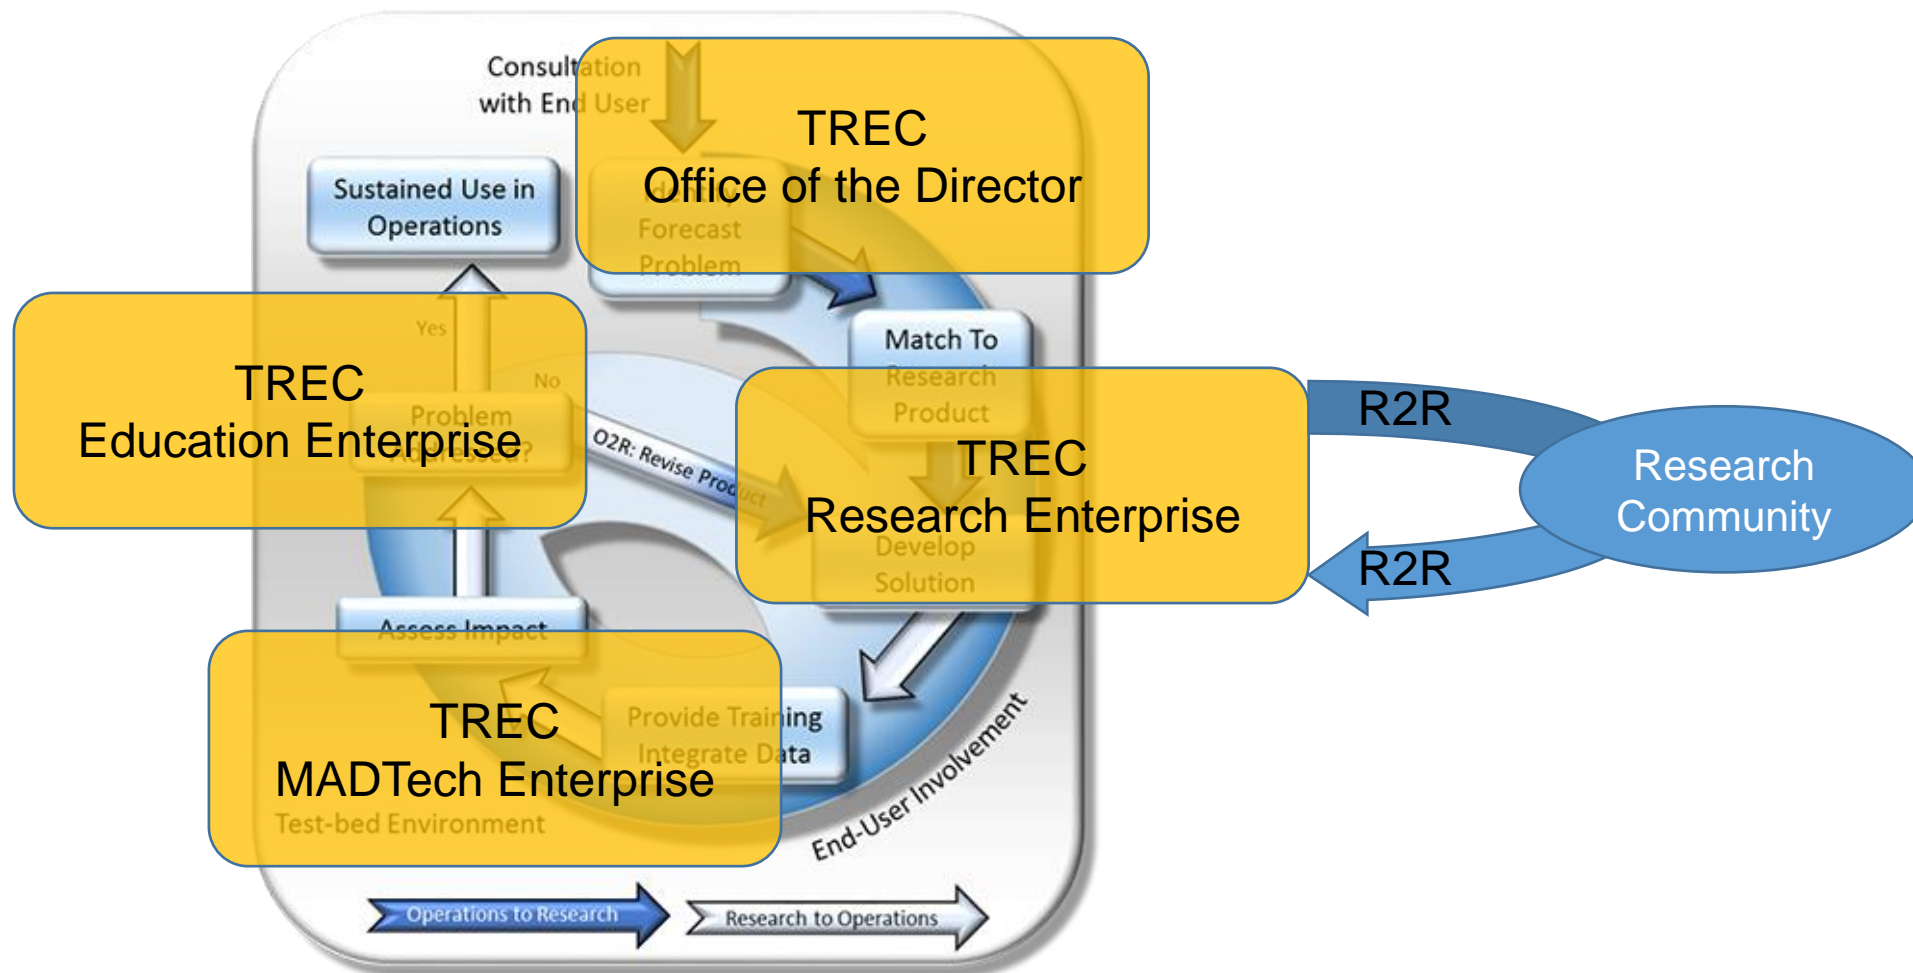 Consultation
with End User
TREC
Office of the Director
Identify
Forecast
Problem
Sustained Use in
Operations
Yes
Match To
Research
Product
TREC
Education Enterprise
No
Problem
Addressed?
O2R: Revise Product
TREC
Research Enterprise
Develop
Solution
R2R
Research
Community
R2R
Assess Impact
TREC
MADTech Enterprise
Provide Training
Integrate Data
Test-bed Environment
End-User Involvement
Operations to Research
Research to Operations